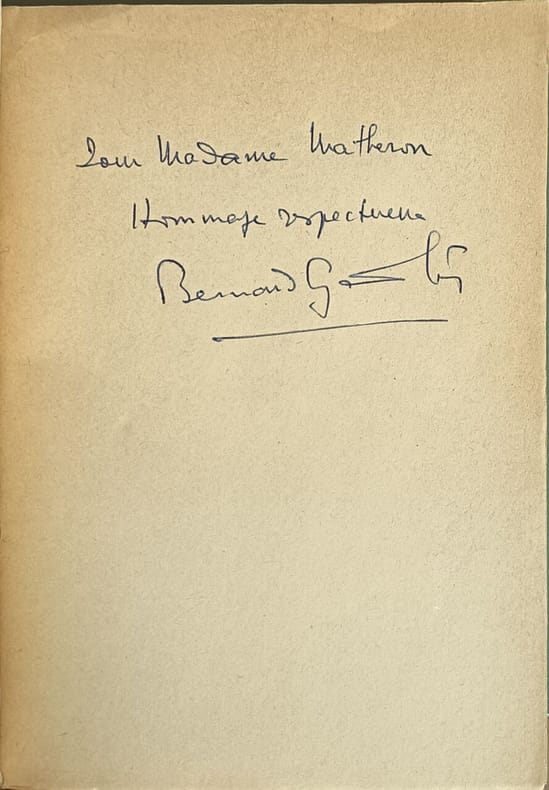 Pour Madame Matheron
Hommage respectueux
Bernard